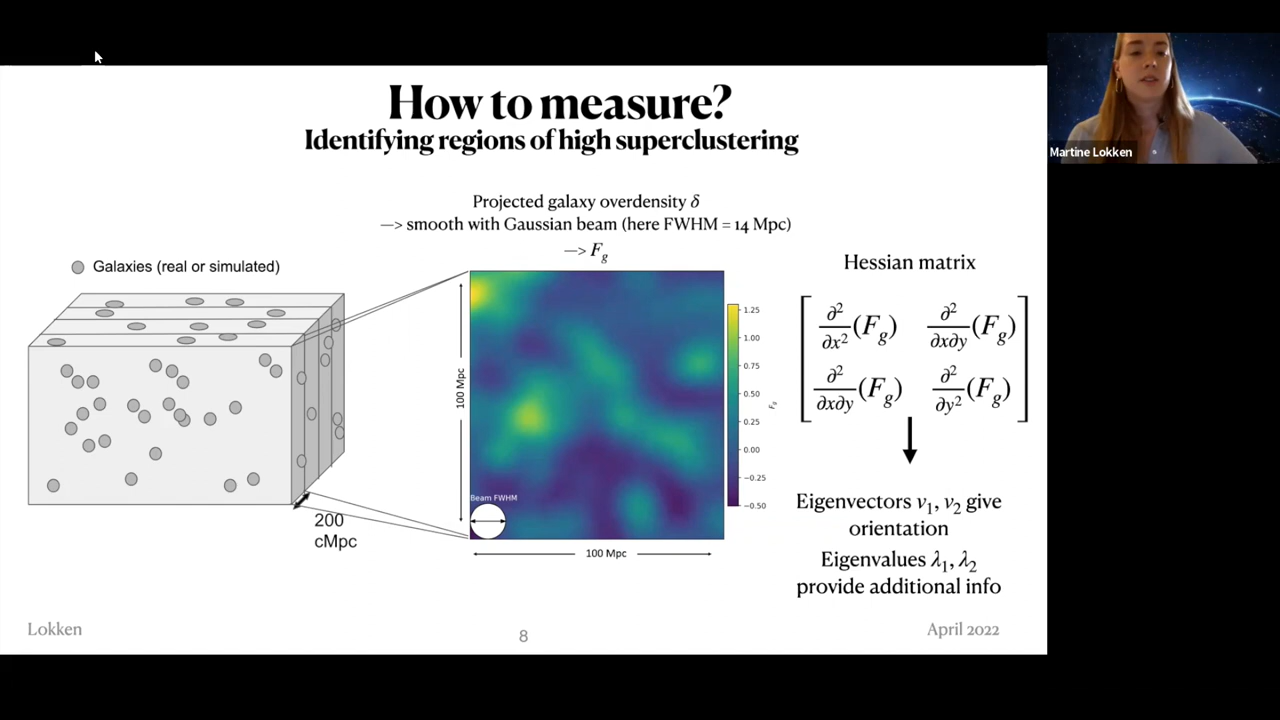 How to measure?
Identifying regions of high superclustering
Martine Lokken
Projected galaxy overdensity δ
—> smooth with Gaussian beam (here FWHM = 14 Mpc)
—> F_g
Galaxies (real or simulated)
200
cMpc
100 Mpc
Beam FWHM
100 Mpc
1.25
1.00
0.75
0.50
0.25
0.00
−0.25
−0.50
F_g
Hessian matrix
∂²/∂x² (F_g) ∂²/∂x∂y (F_g)
∂²/∂x∂y (F_g) ∂²/∂y² (F_g)
Eigenvectors v₁, v₂ give
orientation
Eigenvalues λ₁, λ₂
provide additional info
Lokken
8
April 2022